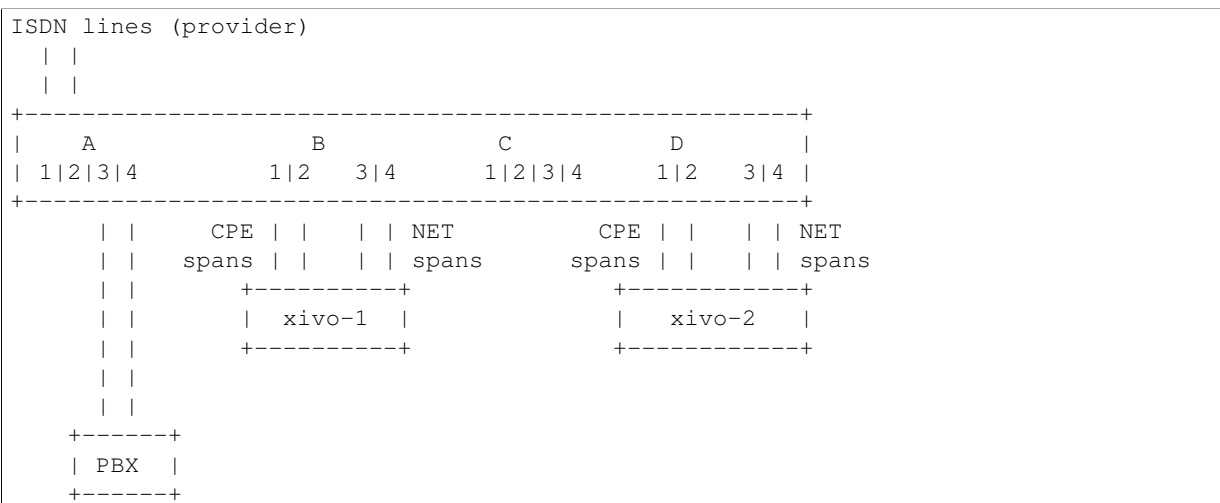 ISDN lines (provider)
| |
| |
+------------------------------------------------------+
| A B C D |
| 1|2|3|4 1|2 3|4 1|2|3|4 1|2 3|4 |
+------------------------------------------------------+
| | CPE | | | | NET CPE | | | | NET
| | spans | | | | spans spans | | | | spans
| | +----------+ +------------+
| | | xivo-1 | | xivo-2 |
| | +----------+ +------------+
| |
| |
+------+
| PBX |
+------+